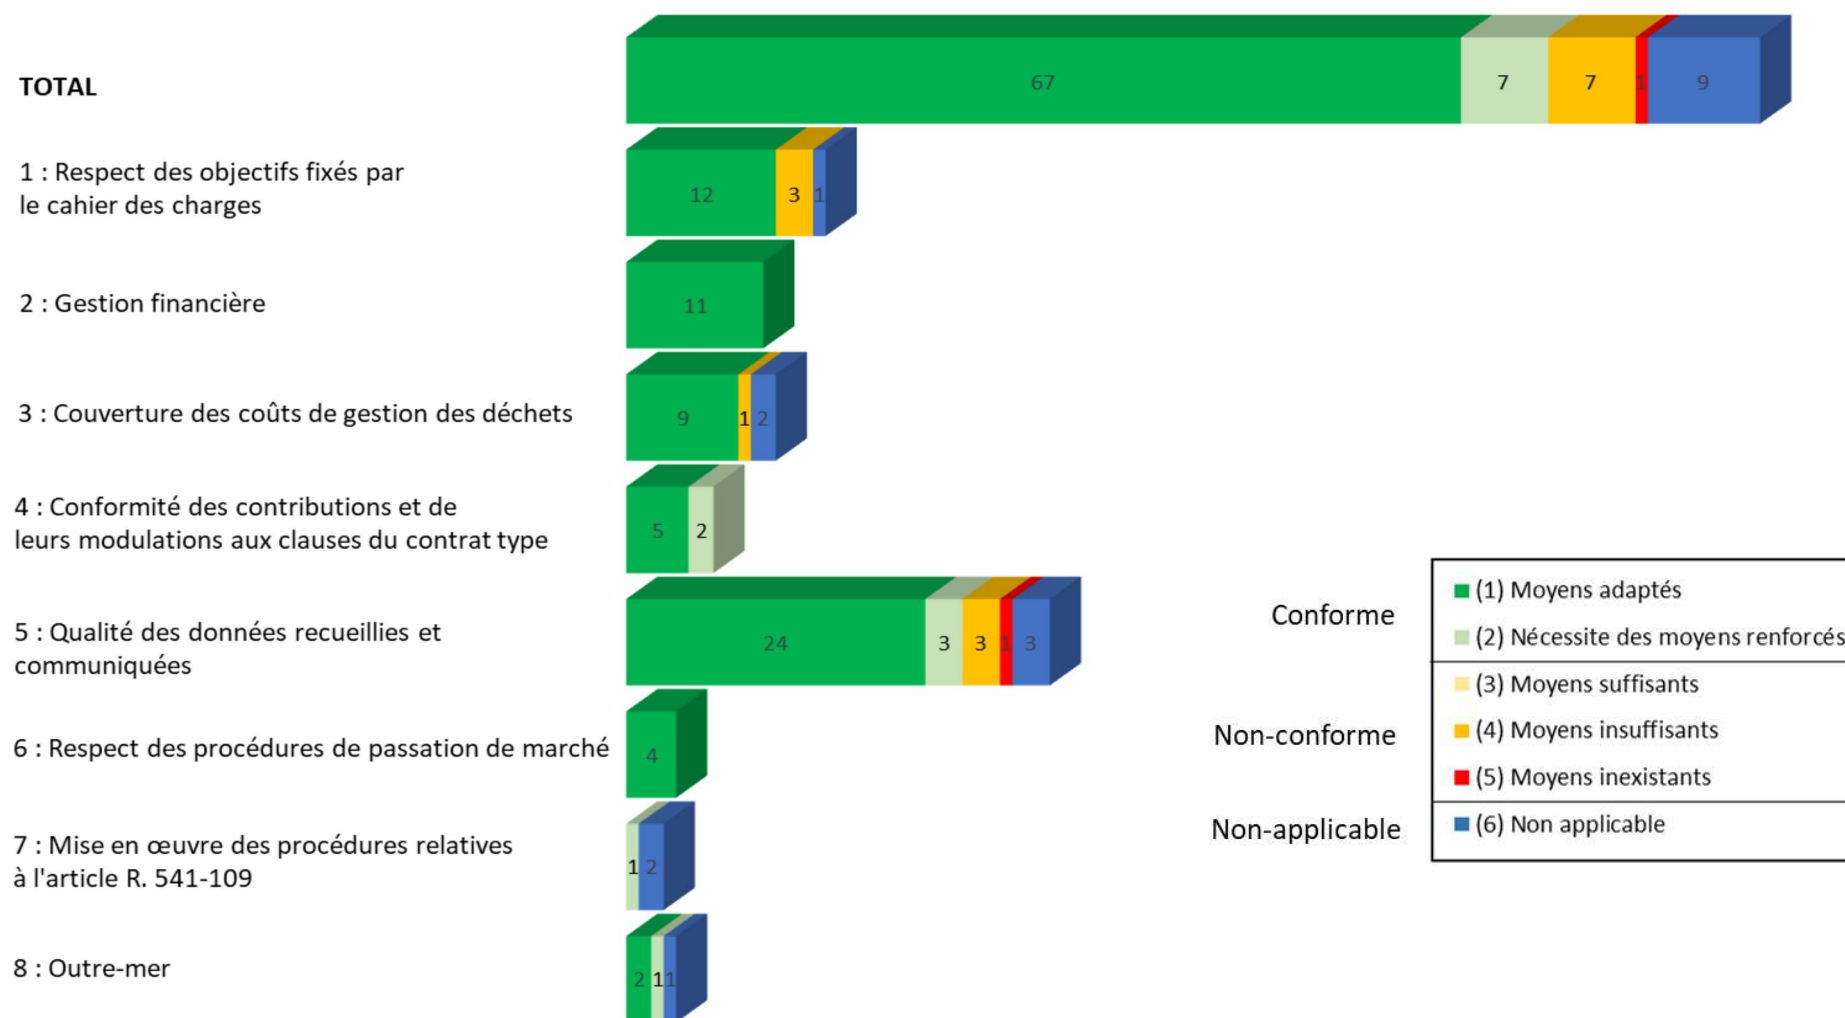 TOTAL
67 7 7 1 9
1 : Respect des objectifs fixés par
le cahier des charges
12 3 1
2 : Gestion financière
11
3 : Couverture des coûts de gestion des déchets
9 1 2
4 : Conformité des contributions et de
leurs modulations aux clauses du contrat type
5 2
5 : Qualité des données recueillies et
communiquées
24 3 3 1 3
6 : Respect des procédures de passation de marché
4
7 : Mise en œuvre des procédures relatives
à l'article R. 541-109
1 2
8 : Outre-mer
2 1 1
Conforme
(1) Moyens adaptés
(2) Nécessite des moyens renforcés
Non-conforme
(3) Moyens suffisants
(4) Moyens insuffisants
(5) Moyens inexistants
Non-applicable
(6) Non applicable